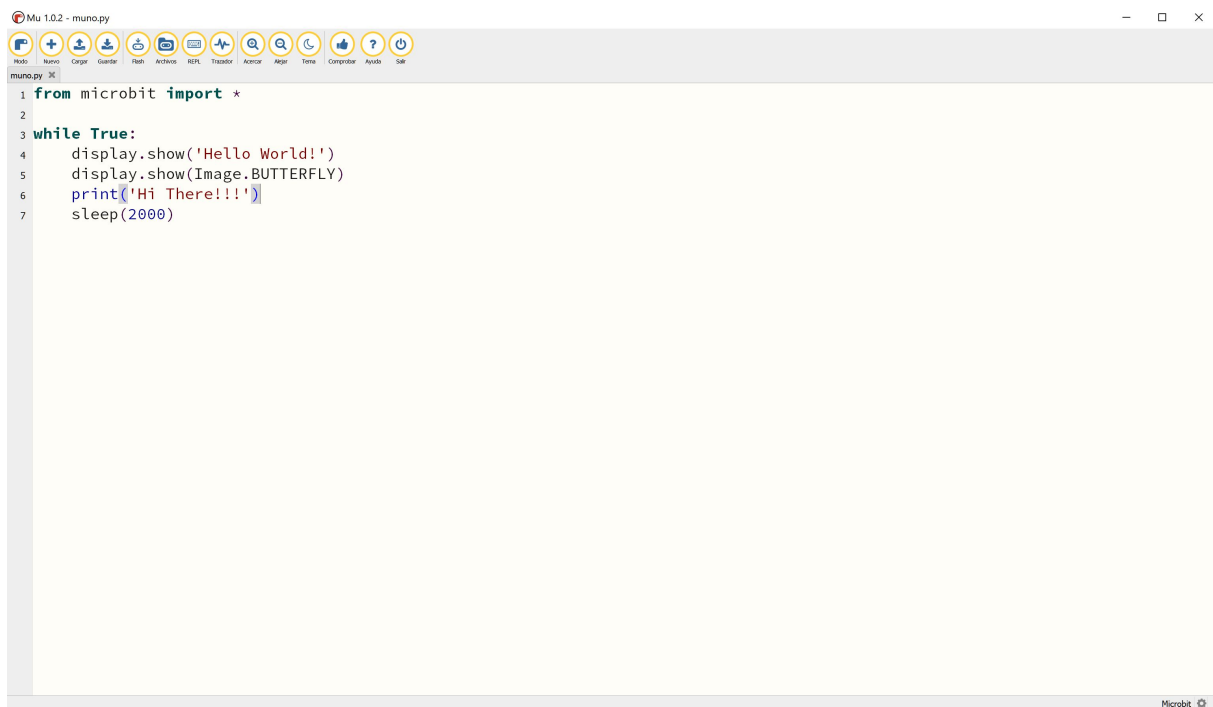 Mu 1.0.2 - muno.py
Modo Nuevo Cargar Guardar Flash Archivos REPL Trazador Acercar Alejar Tema Comprobar Ayuda Salir
muno.py
1 from microbit import *
2
3 while True:
4     display.show('Hello World!')
5     display.show(Image.BUTTERFLY)
6     print('Hi There!!!')
7     sleep(2000)
Microbit